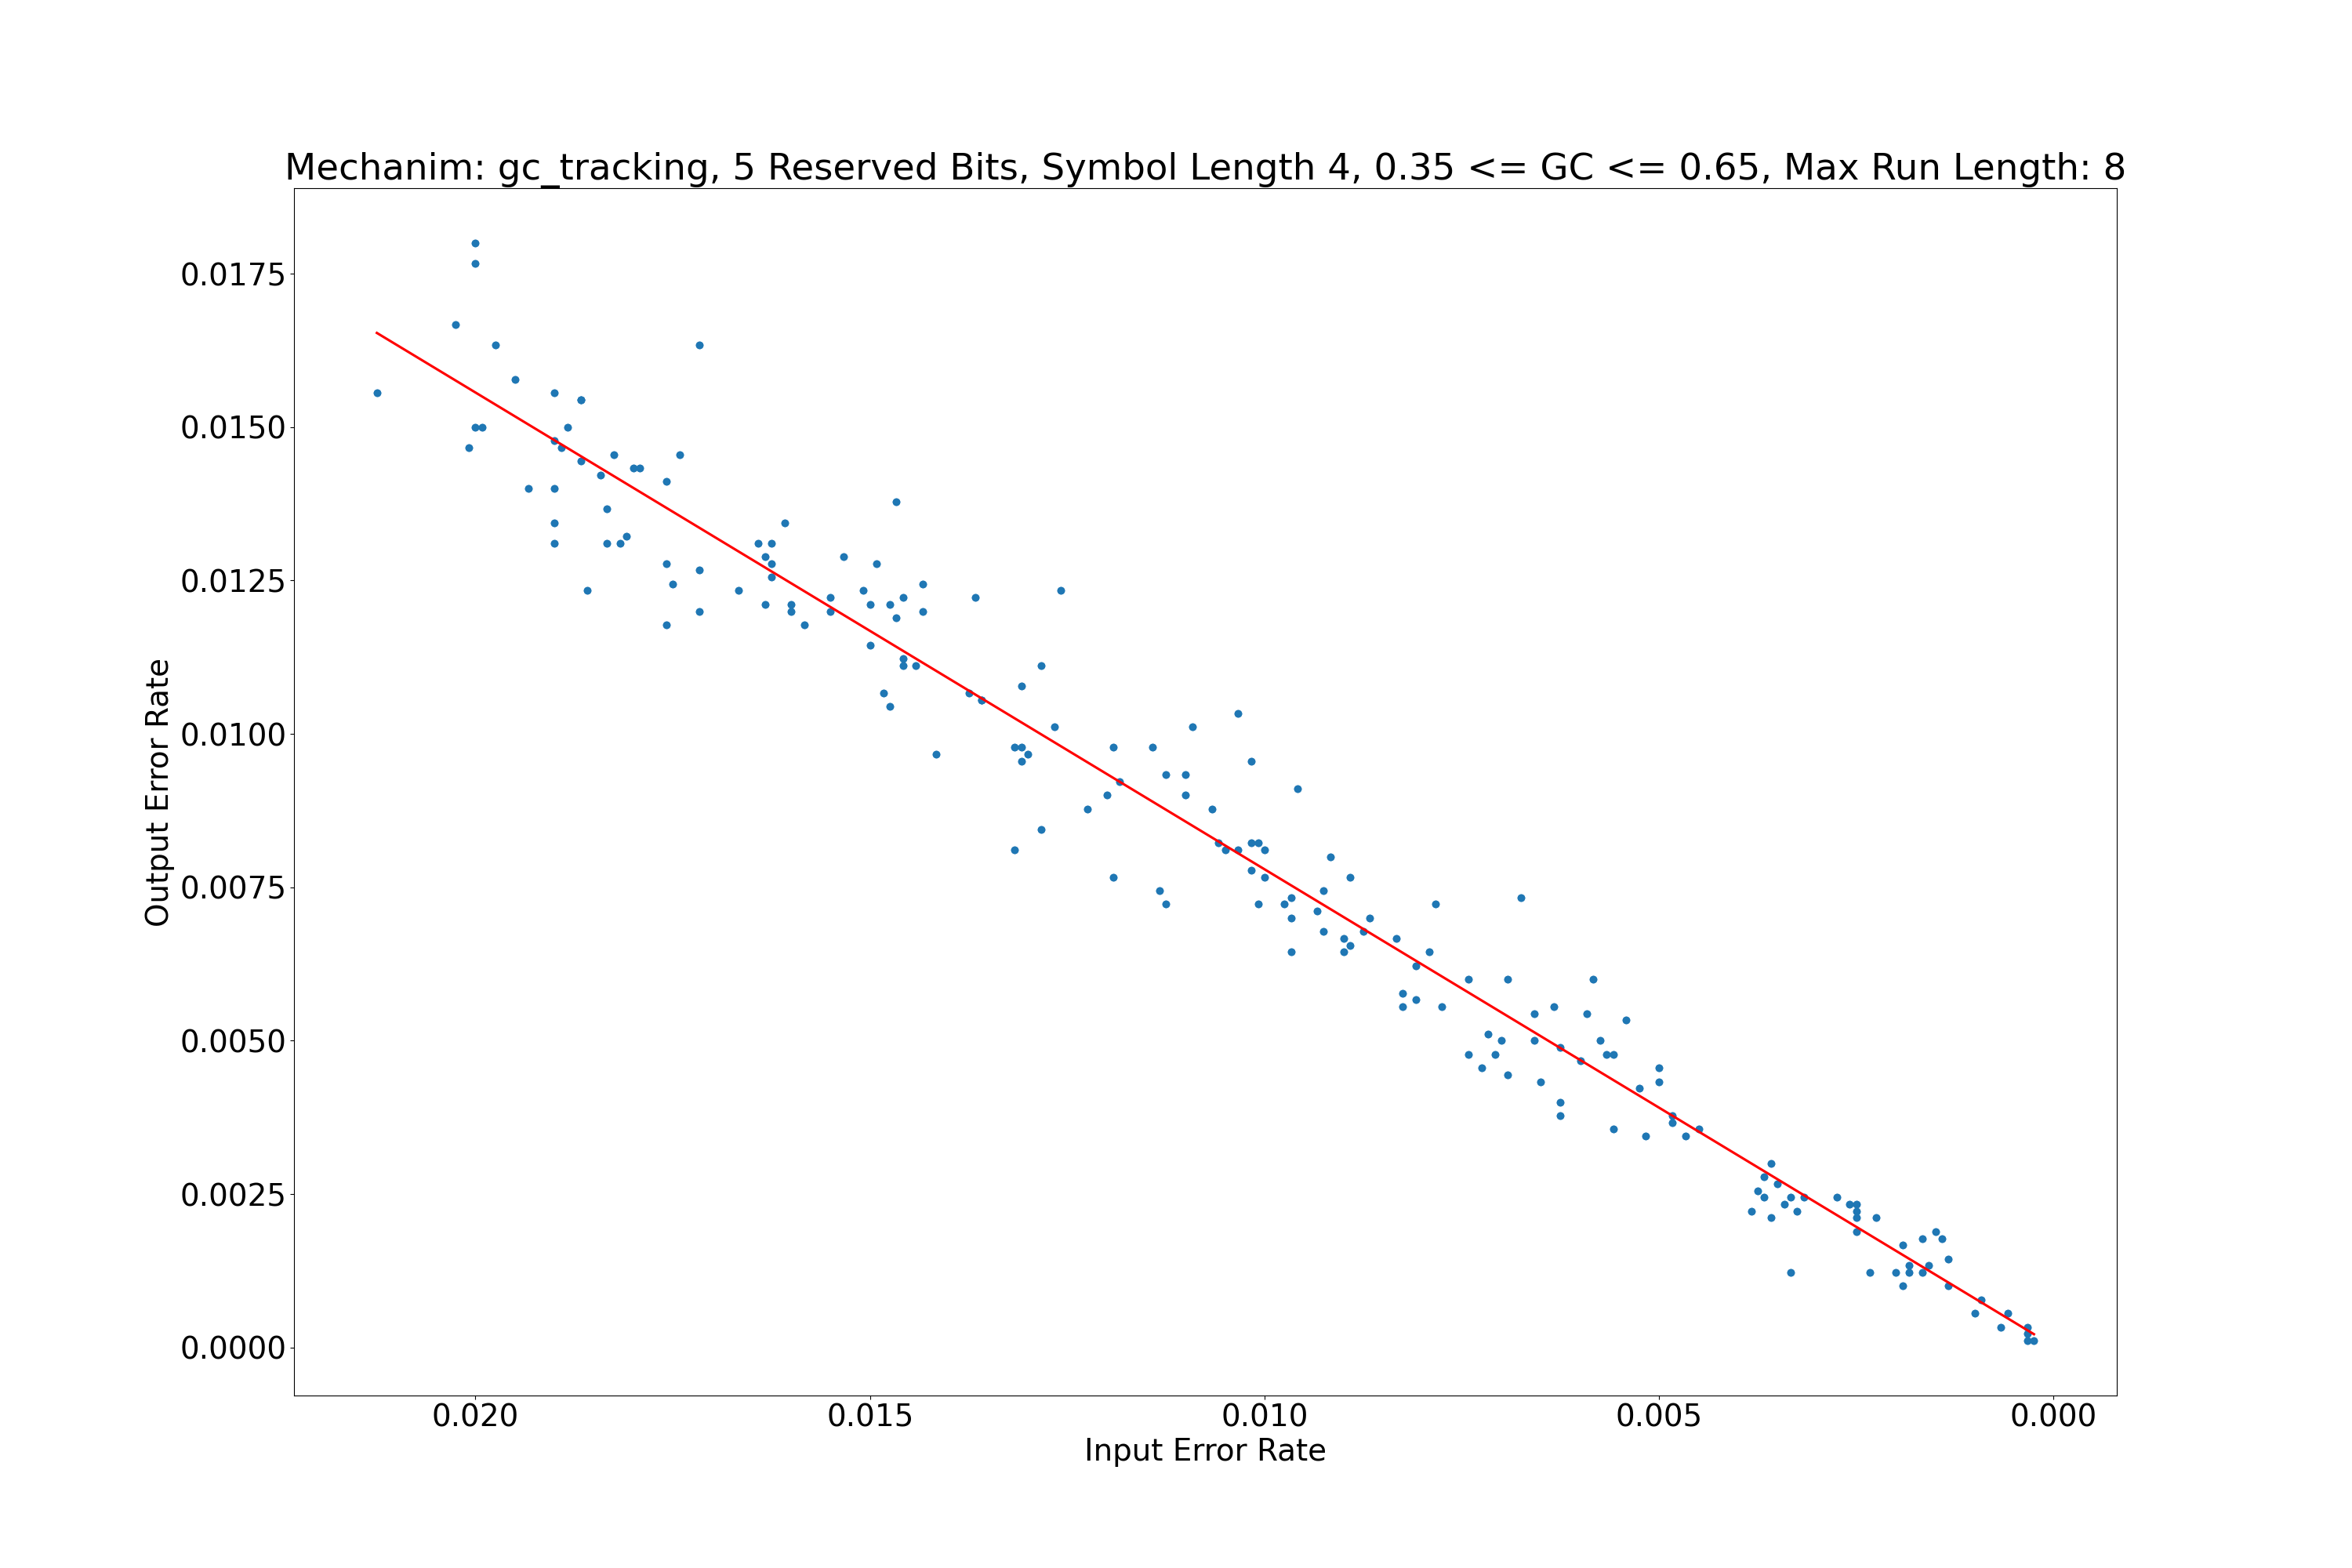 Mechanim: gc_tracking, 5 Reserved Bits, Symbol Length 4, 0.35 <= GC <= 0.65, Max Run Length: 8
0.0175
0.0150
0.0125
0.0100
0.0075
0.0050
0.0025
0.0000
Output Error Rate
0.020 0.015 0.010 0.005 0.000
Input Error Rate